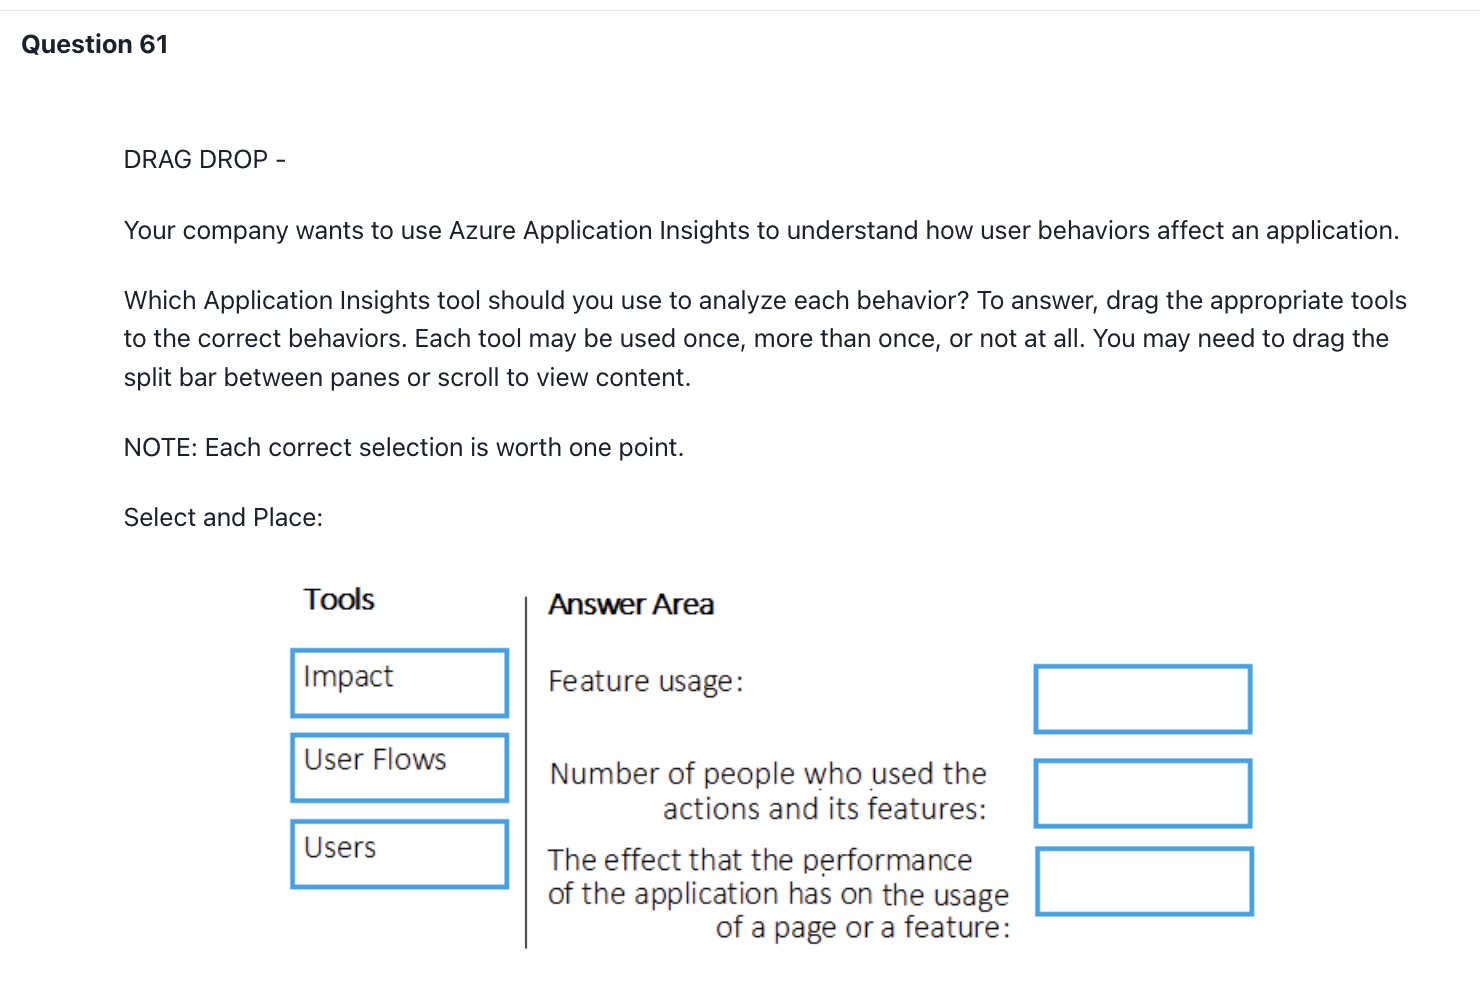 Question 61
DRAG DROP -
Your company wants to use Azure Application Insights to understand how user behaviors affect an application.
Which Application Insights tool should you use to analyze each behavior? To answer, drag the appropriate tools
to the correct behaviors. Each tool may be used once, more than once, or not at all. You may need to drag the
split bar between panes or scroll to view content.
NOTE: Each correct selection is worth one point.
Select and Place:
Tools
Impact
User Flows
Users
Answer Area
Feature usage:
Number of people who used the
actions and its features:
The effect that the performance
of the application has on the usage
of a page or a feature: